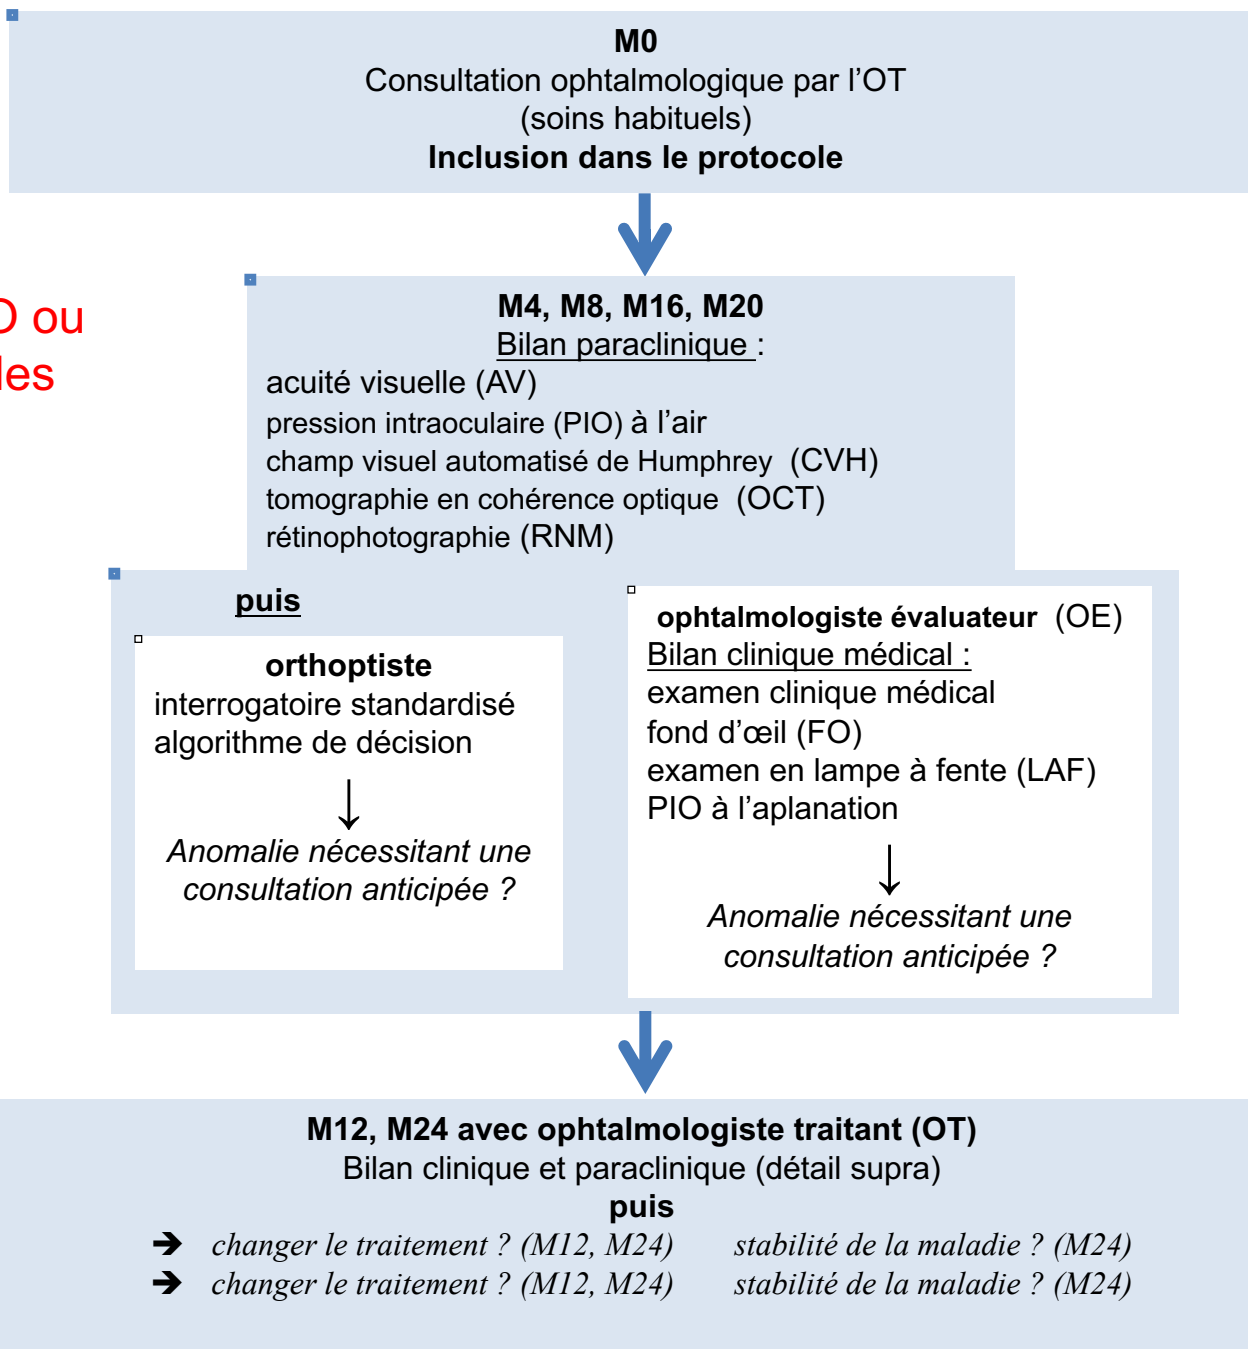 M0
Consultation ophtalmologique par l’OT
(soins habituels)
Inclusion dans le protocole
ou
M4, M8, M16, M20
Bilan paraclinique :
acuité visuelle (AV)
pression intraoculaire (PIO) à l’air
champ visuel automatisé de Humphrey (CVH)
tomographie en cohérence optique (OCT)
rétinophotographie (RNM)
puis
orthoptiste
interrogatoire standardisé
algorithme de décision
↓
Anomalie nécessitant une
consultation anticipée ?
ophtalmologiste évaluateur (OE)
Bilan clinique médical :
examen clinique médical
fond d’œil (FO)
examen en lampe à fente (LAF)
PIO à l’aplanation
↓
Anomalie nécessitant une
consultation anticipée ?
M12, M24 avec ophtalmologiste traitant (OT)
Bilan clinique et paraclinique (détail supra)
puis
➔ changer le traitement ? (M12, M24) stabilité de la maladie ? (M24)
➔ changer le traitement ? (M12, M24) stabilité de la maladie ? (M24)